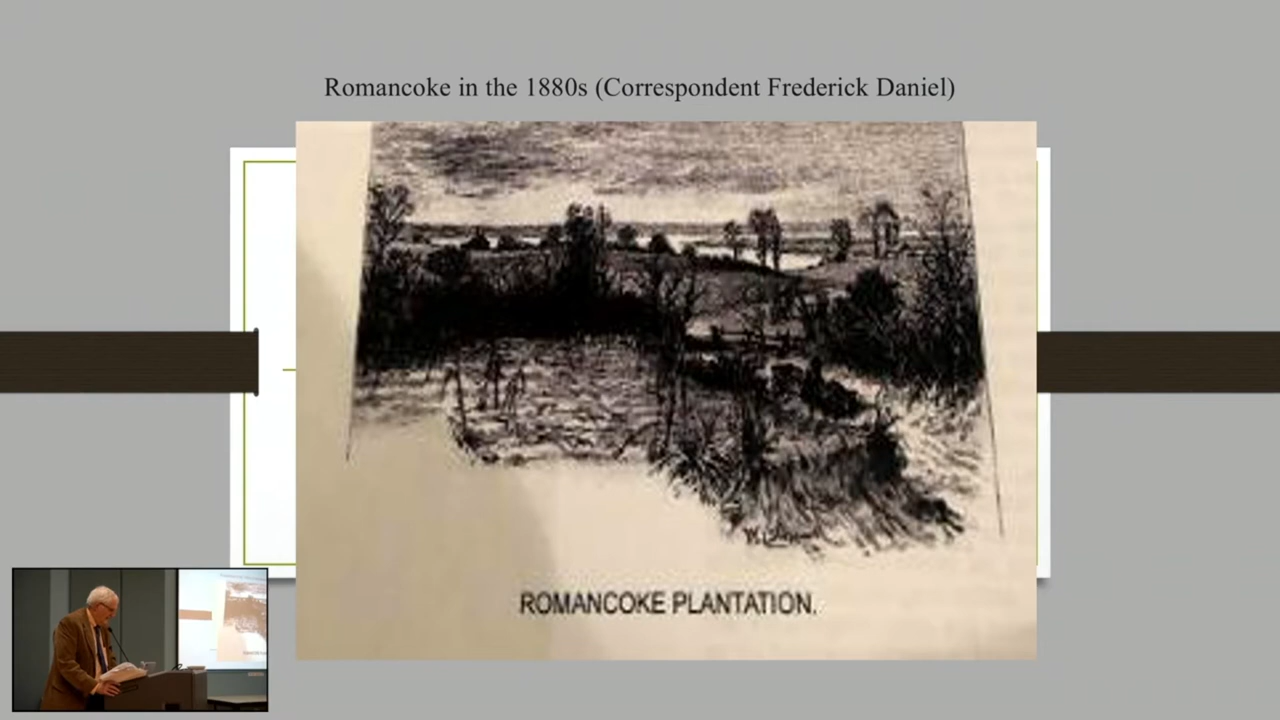 Romancoke in the 1880s (Correspondent Frederick Daniel)
ROMANCOKE PLANTATION.